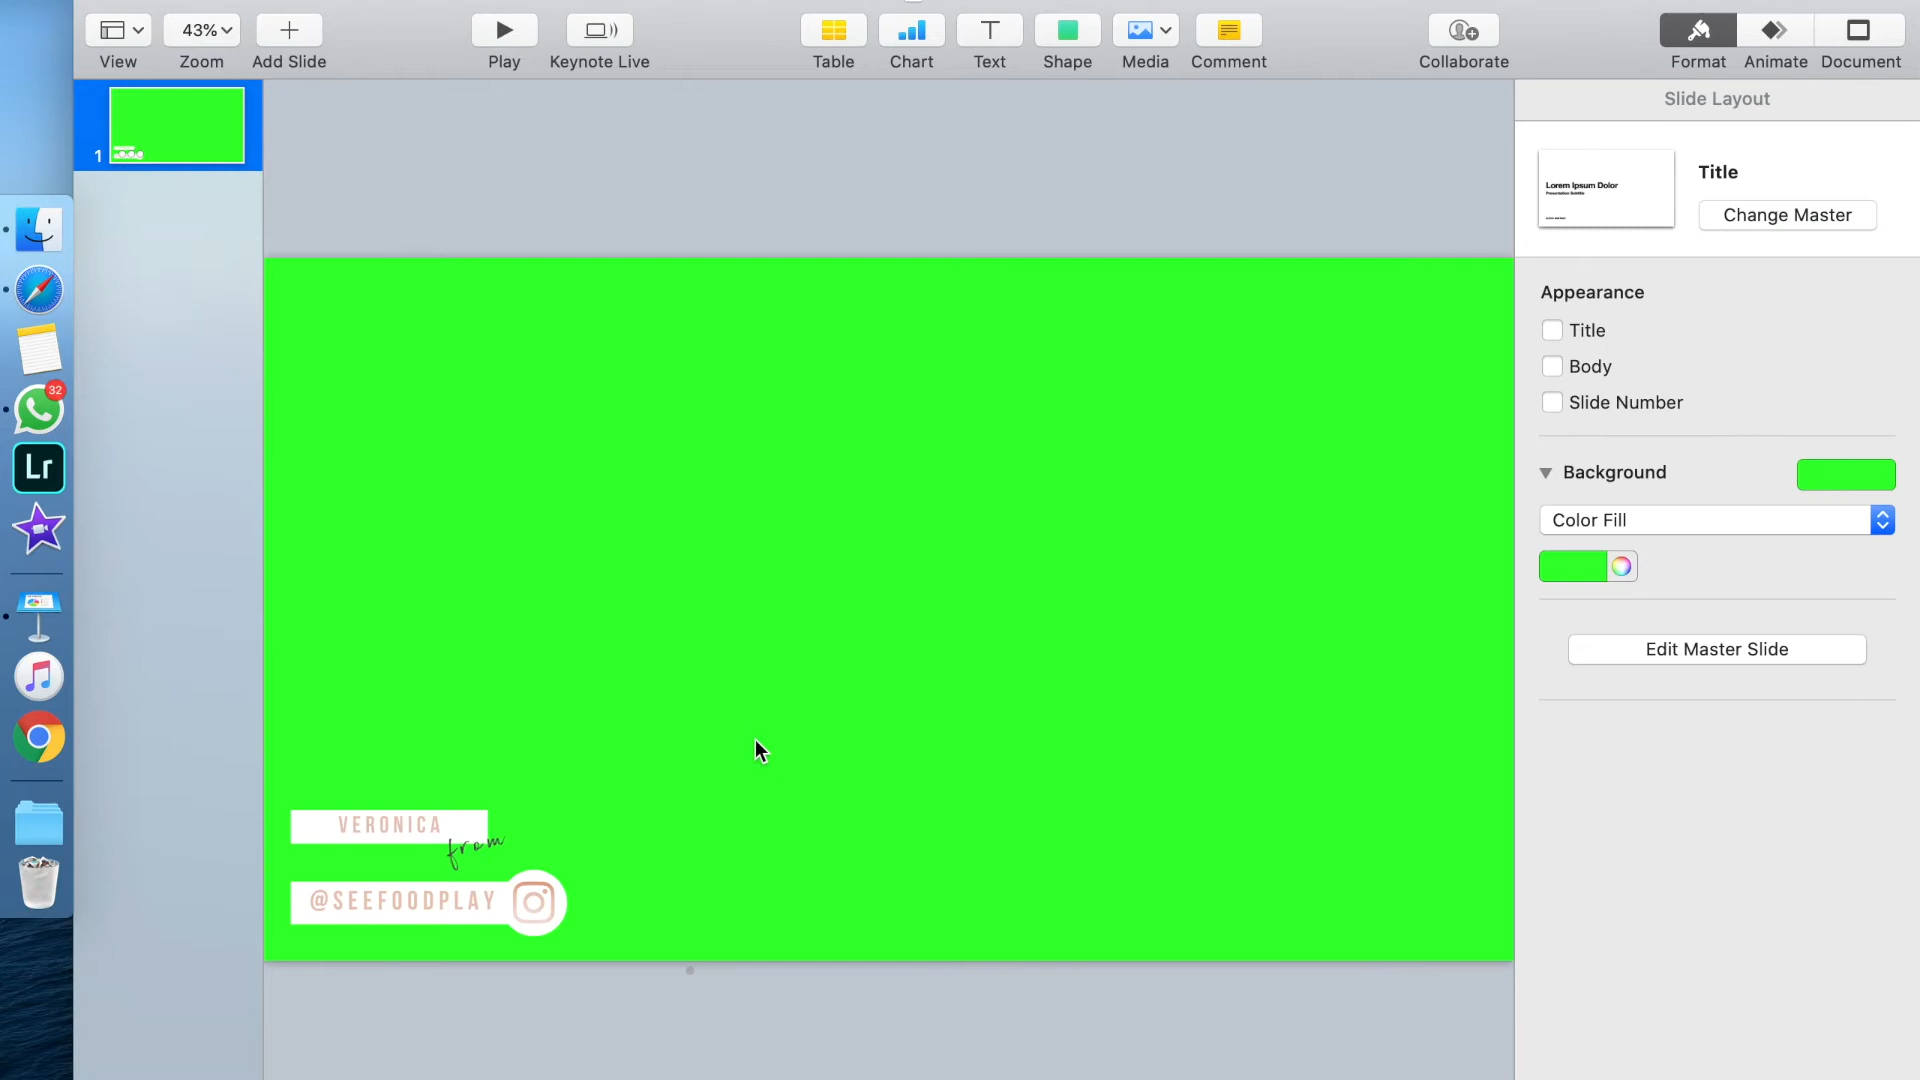 View
43%
Zoom
Add Slide
Play
Keynote Live
Table
Chart
Text
Shape
Media
Comment
Collaborate
Format
Animate
Document
Slide Layout
1
Lorem Ipsum Dolor
Presentation Subtitle
Title
Change Master
Appearance
Title
Body
Slide Number
Background
Color Fill
Edit Master Slide
32
Lr
VERONICA
from
@SEEFOODPLAY